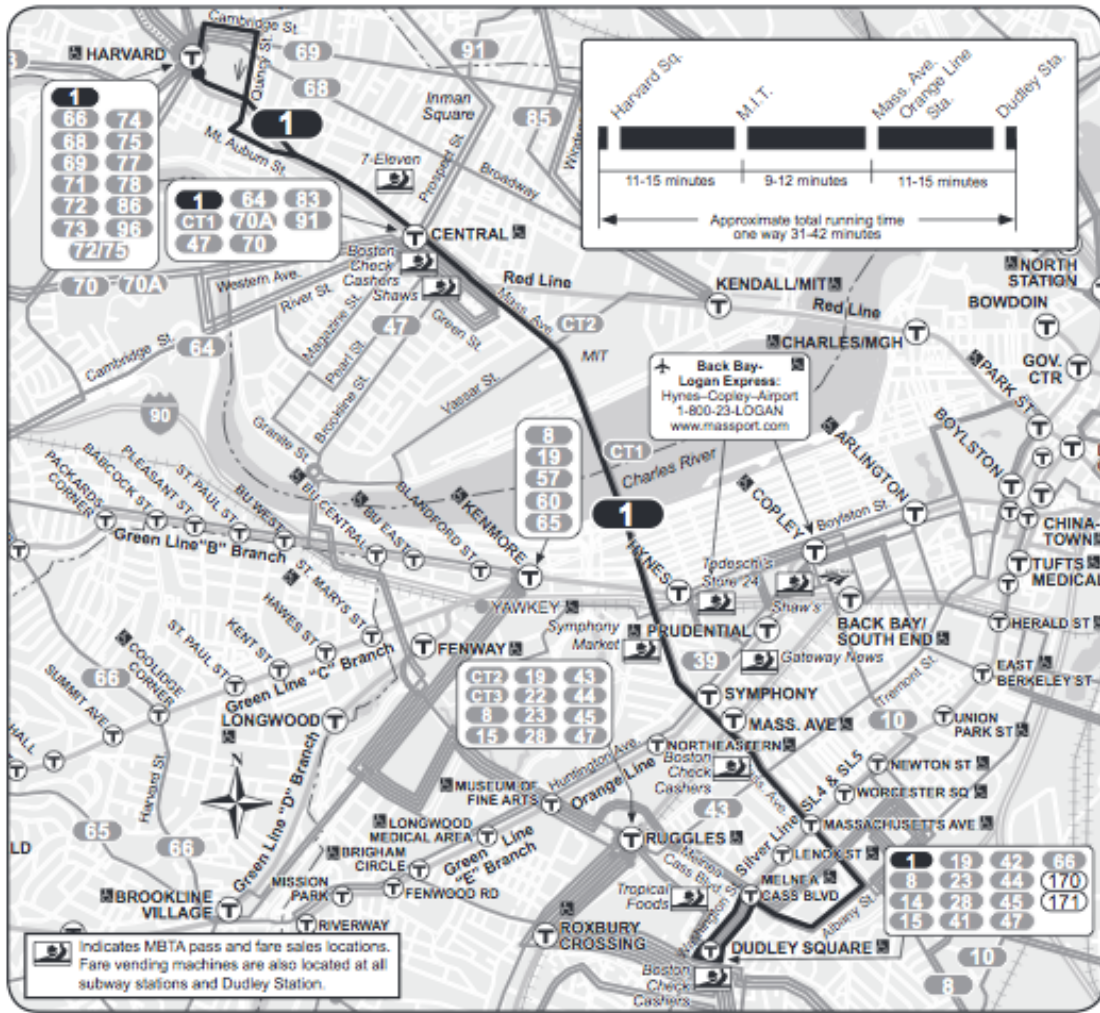 Cambridge St.
HARVARD
Quincy St.
69
91
68
Inman
Square
85
1
Mt. Auburn St.
7-Eleven
Prospect St.
Broadway
1
66 74
68 75
69 77
71 78
72 86
73 96
72/75
1 64 83
CT1 70A 91
47 70
Harvard Sq.
M.I.T.
Mass. Ave.
Orange Line
Sta.
Dudley Sta.
11-15 minutes
9-12 minutes
11-15 minutes
Approximate total running time
one way 31-42 minutes
CENTRAL
Boston
Check
Cashers
Shaws
70 70A
Western Ave.
River St.
Magazine St.
Pearl St.
47
Green St.
Brookline St.
Mass. Ave
Red Line
CT2
KENDALL/MIT
Red Line
CHARLES/MGH
NORTH
STATION
BOWDOIN
GOV.
CTR
PARK ST
BOYLSTON
64
Cambridge St.
90
Granite St.
Vassar St.
MIT
Back Bay-
Logan Express:
Hynes–Copley–Airport
1-800-23-LOGAN
www.massport.com
8
19
57
60
65
CT1
Charles River
1
ARLINGTON
COPLEY
Boylston St.
CHINA-
TOWN
TUFTS
MEDICAL
PACKARDS
CORNER
BABCOCK ST
PLEASANT ST
ST. PAUL ST
BU WEST
BU CENTRAL
BU EAST
BLANDFORD ST
KENMORE
Green Line "B" Branch
HYNES
Tedeschi's
Store 24
Shaw's
YAWKEY
BACK BAY/
SOUTH END
HERALD ST
ST. MARYS ST
HAWES ST
KENT ST
ST. PAUL ST
COOLIDGE
CORNER
SUMMIT AVE
Green Line "C" Branch
FENWAY
Symphony
Market
PRUDENTIAL
39
Gateway News
Tremont St.
EAST
BERKELEY ST
66
CT2 19 43
CT3 22 44
8 23 45
15 28 47
SYMPHONY
MASS. AVE
10
UNION
PARK ST
HALL
LONGWOOD
Harvard St
Green Line "D" Branch
N
Huntington Ave.
NORTHEASTERN
Orange Line
Boston
Check
Cashers
NEWTON ST
WORCESTER SQ
MUSEUM OF
FINE ARTS
43
Silver Line SL4 & SL5
MASSACHUSETTS AVE
65
66
LONGWOOD
MEDICAL AREA
BRIGHAM
CIRCLE
Green Line
"E" Branch
RUGGLES
LENOX ST
Melnea
Cass Blvd
MELNEA
CASS BLVD
LD
MISSION
PARK
FENWOOD RD
BROOKLINE
VILLAGE
RIVERWAY
Tropical
Foods
Washington St
Albany St.
1 19 42 66
8 23 44 170
14 28 45 171
15 41 47
ROXBURY
CROSSING
DUDLEY SQUARE
Boston
Check
Cashers
10
8
Indicates MBTA pass and fare sales locations.
Fare vending machines are also located at all
subway stations and Dudley Station.